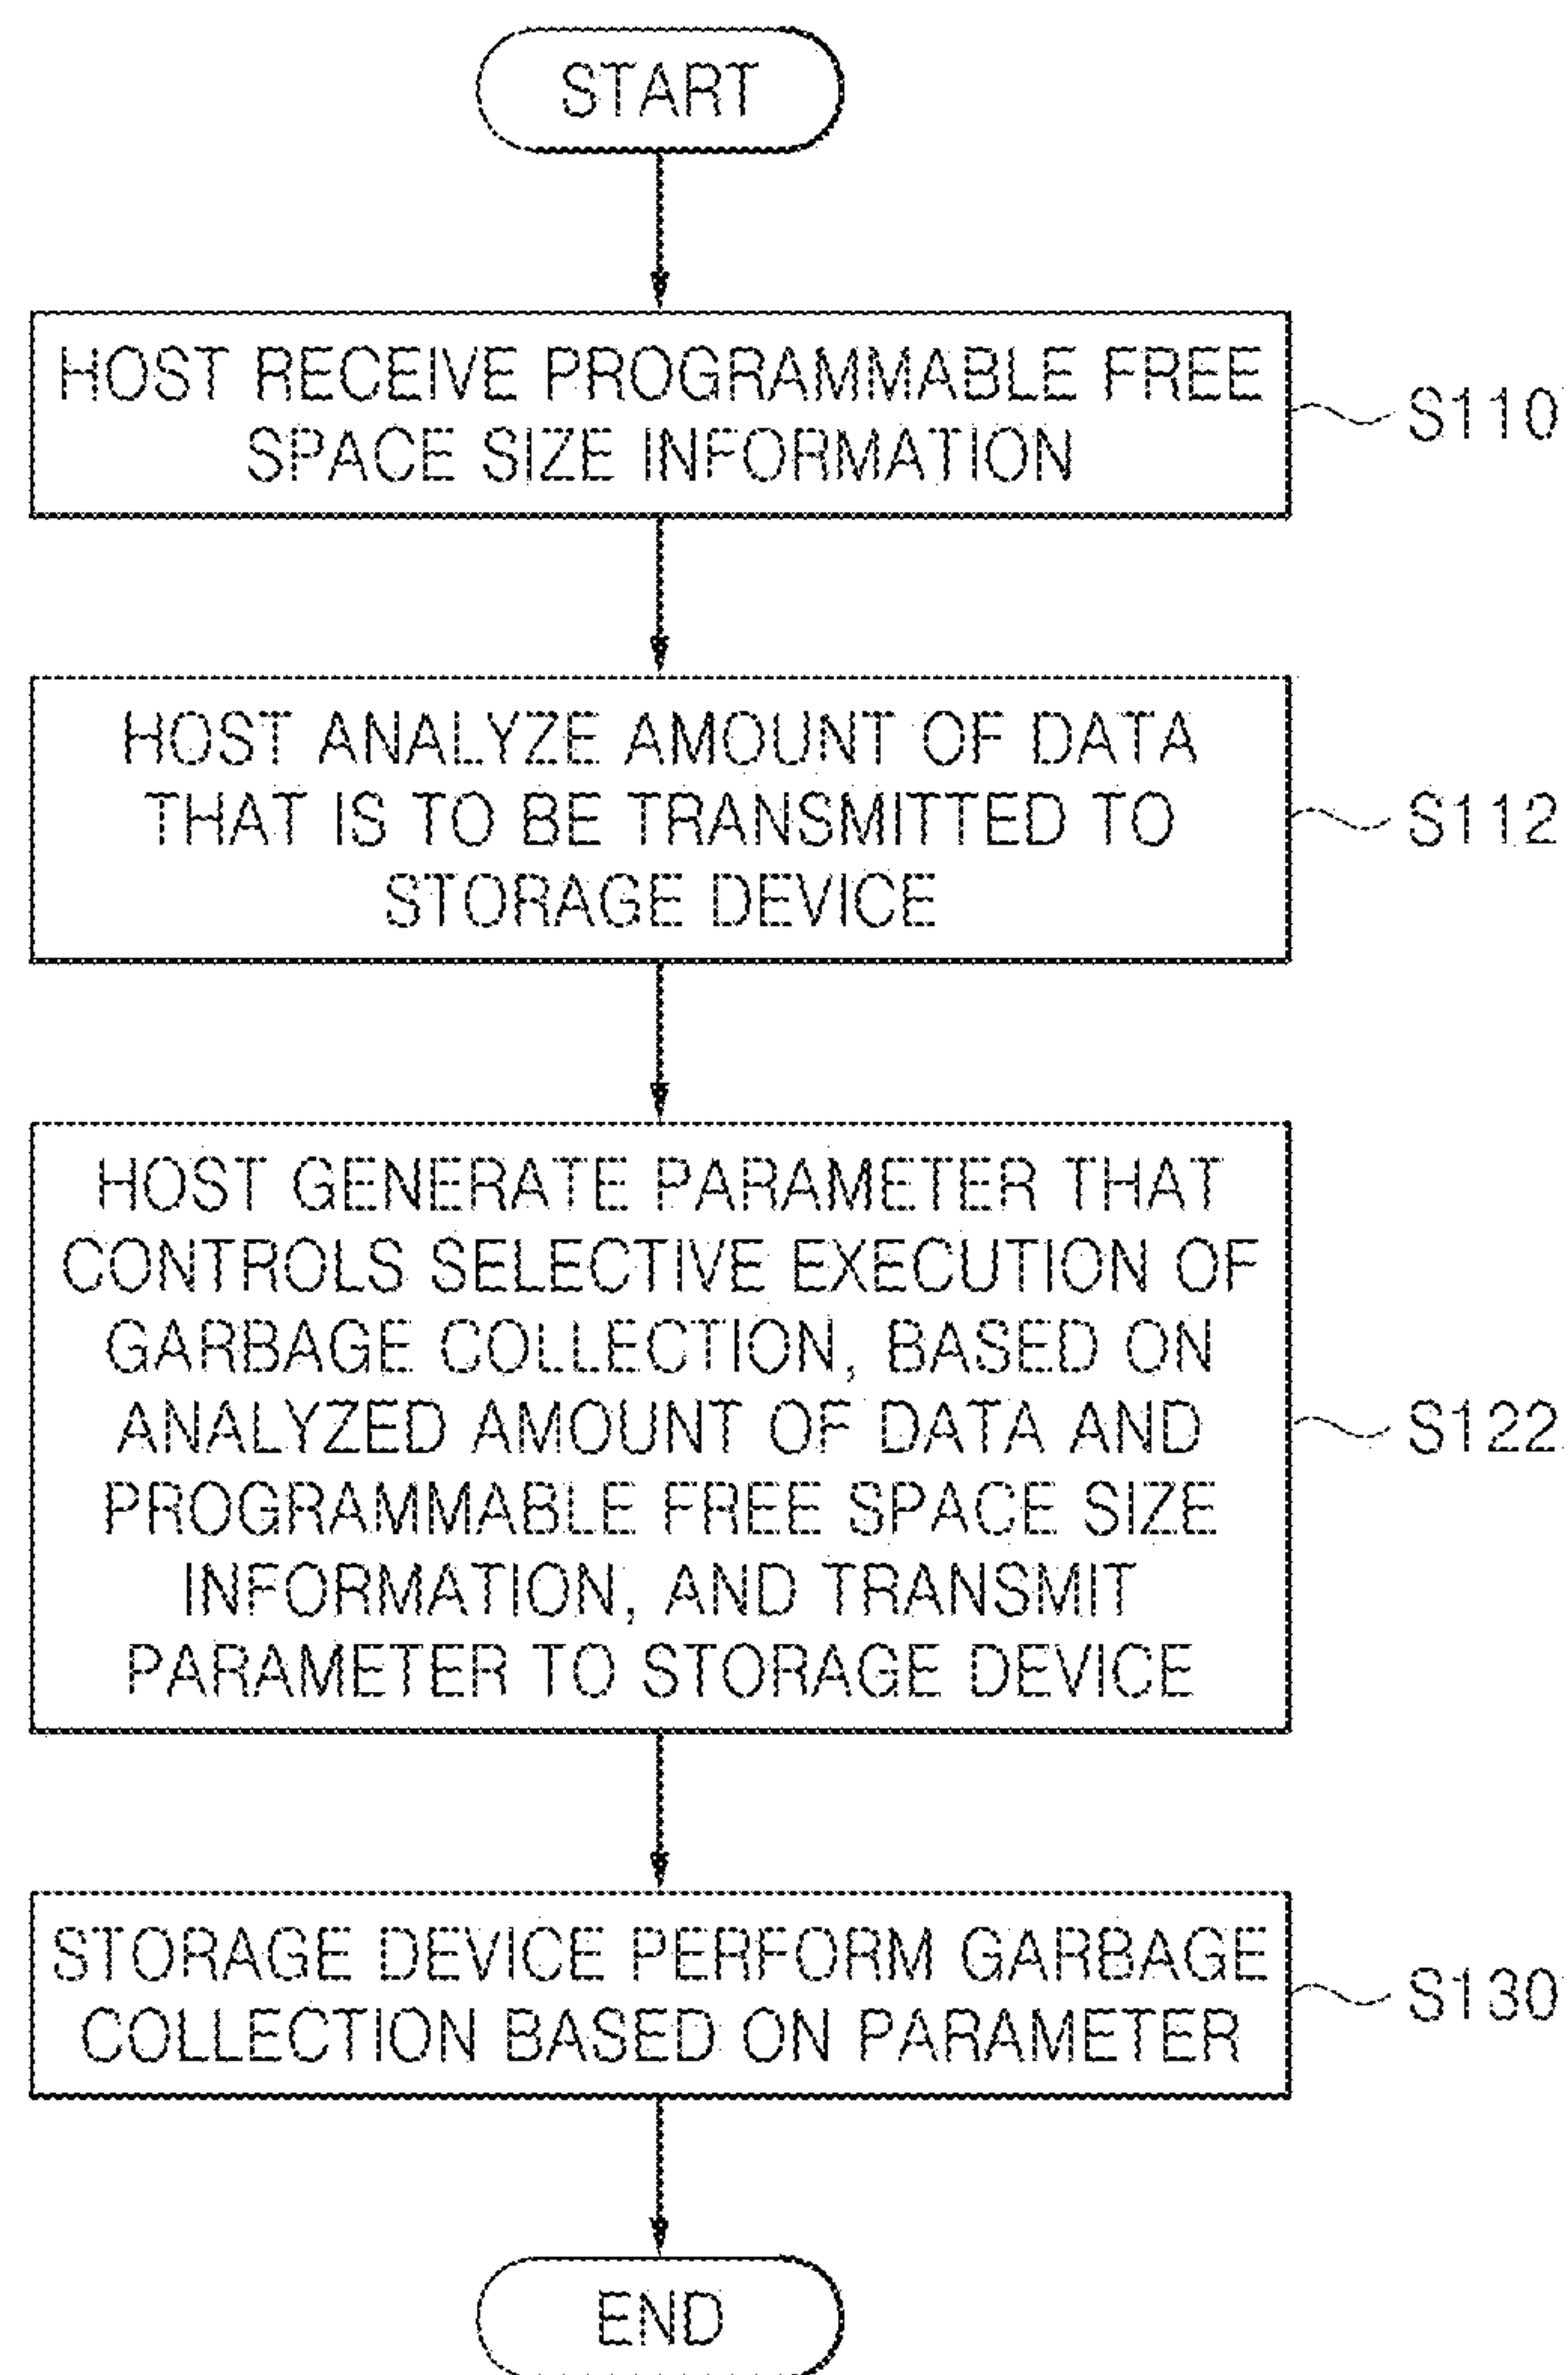 START
HOST RECEIVE PROGRAMMABLE FREE
SPACE SIZE INFORMATION
S110
HOST ANALYZE AMOUNT OF DATA
THAT IS TO BE TRANSMITTED TO
STORAGE DEVICE
S112
HOST GENERATE PARAMETER THAT
CONTROLS SELECTIVE EXECUTION OF
GARBAGE COLLECTION, BASED ON
ANALYZED AMOUNT OF DATA AND
PROGRAMMABLE FREE SPACE SIZE
INFORMATION, AND TRANSMIT
PARAMETER TO STORAGE DEVICE
S122
STORAGE DEVICE PERFORM GARBAGE
COLLECTION BASED ON PARAMETER
S130
END